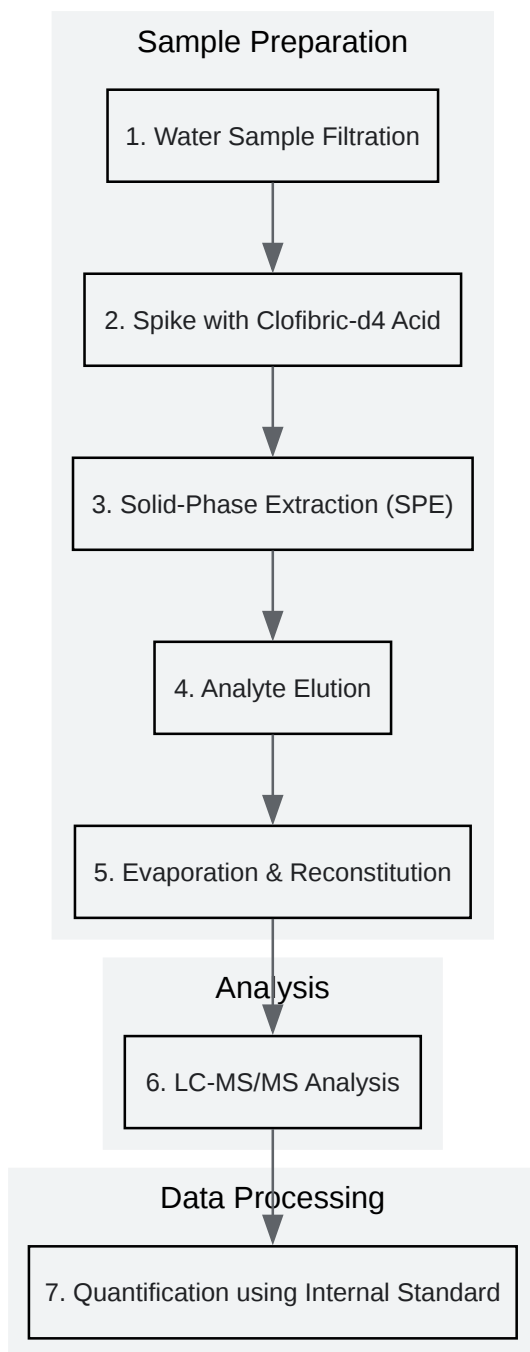 Sample Preparation
1. Water Sample Filtration
2. Spike with Clofibric-d4 Acid
3. Solid-Phase Extraction (SPE)
4. Analyte Elution
5. Evaporation & Reconstitution
Analysis
6. LC-MS/MS Analysis
Data Processing
7. Quantification using Internal Standard